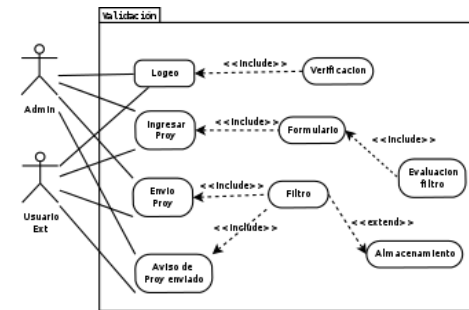 Validación
Logeo
<<Include>>
Verificacion
Admin
Ingresar
Proy
<<Include>>
Formulario
<<Include>>
Evaluacion
filtro
Usuario
Ext
Envio
Proy
<<Include>>
Filtro
<<Include>>
<<extend>>
Aviso de
Proy enviado
Almacenamiento